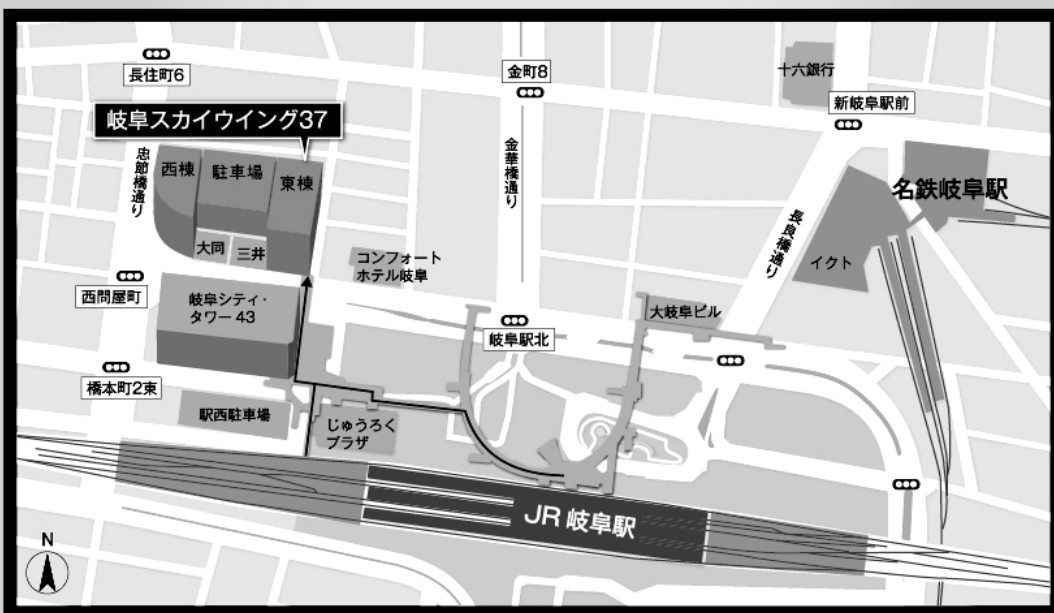 長住町6
金町8
十六銀行
新岐阜駅前
岐阜スカイウイング37
忠節橋通り
西棟
駐車場
東棟
金華橋通り
名鉄岐阜駅
長良橋通り
大同
三井
コンフォート
ホテル岐阜
イクト
西問屋町
岐阜シティ・
タワー43
岐阜駅北
大岐阜ビル
橋本町2東
駅西駐車場
じゅうろく
プラザ
JR 岐阜駅
N